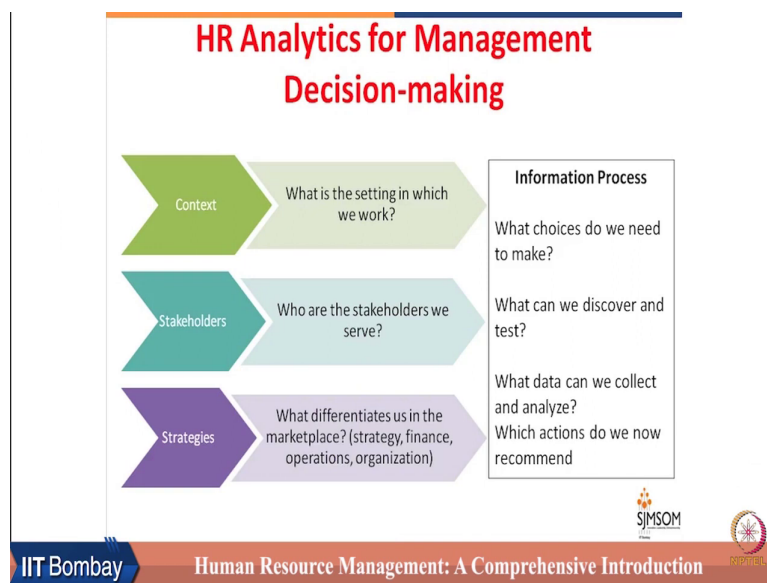 HR Analytics for Management
Decision-making
Context
What is the setting in which
we work?
Stakeholders
Who are the stakeholders we
serve?
Strategies
What differentiates us in the
marketplace? (strategy, finance,
operations, organization)
Information Process
What choices do we need
to make?
What can we discover and
test?
What data can we collect
and analyze?
Which actions do we now
recommend
SJMSOM
IIT Bombay
Human Resource Management: A Comprehensive Introduction
NPTEL